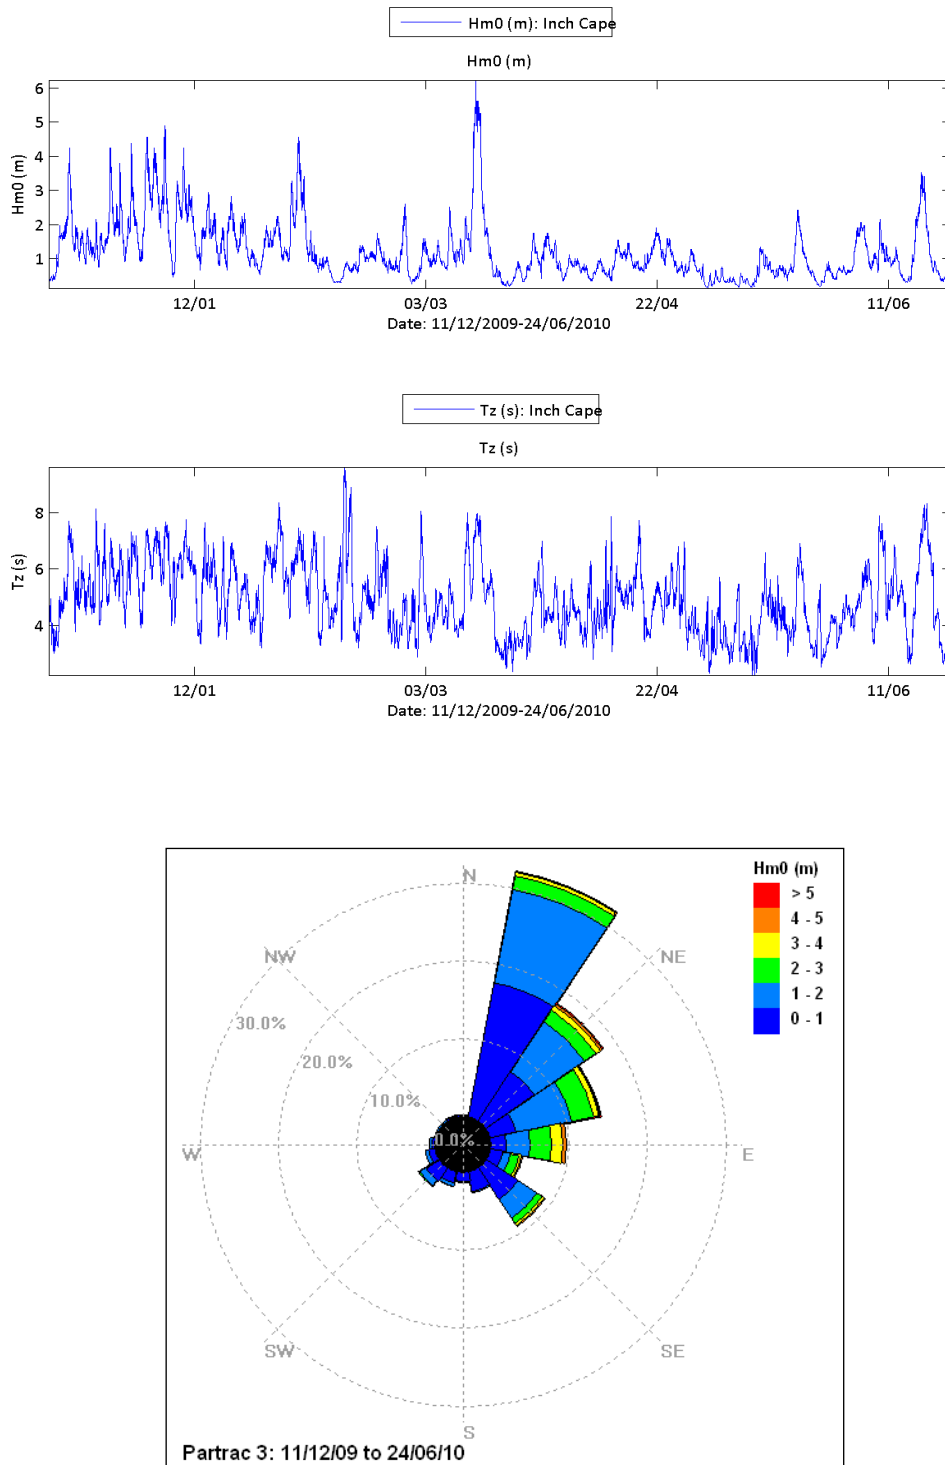 Hm0 (m): Inch Cape
Hm0 (m)
6
5
4
3
2
1
Hm0 (m)
12/01 03/03 22/04 11/06
Date: 11/12/2009-24/06/2010
Tz (s): Inch Cape
Tz (s)
8
6
4
Tz (s)
12/01 03/03 22/04 11/06
Date: 11/12/2009-24/06/2010
Hm0 (m)
> 5
4 - 5
3 - 4
2 - 3
1 - 2
0 - 1
N
NW NE
30.0%
20.0%
10.0%
0.0%
W E
SW SE
S
Partrac 3: 11/12/09 to 24/06/10